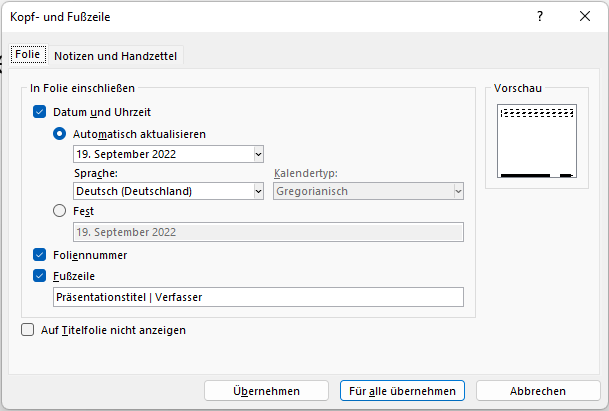 Kopf- und Fußzeile
?
Folie
Notizen und Handzettel
In Folie einschließen
Vorschau
Datum und Uhrzeit
Automatisch aktualisieren
19. September 2022
Sprache:
Kalendertyp:
Deutsch (Deutschland)
Gregorianisch
Fest
19. September 2022
Foliennummer
Fußzeile
Präsentationstitel | Verfasser
Auf Titelfolie nicht anzeigen
Übernehmen
Für alle übernehmen
Abbrechen